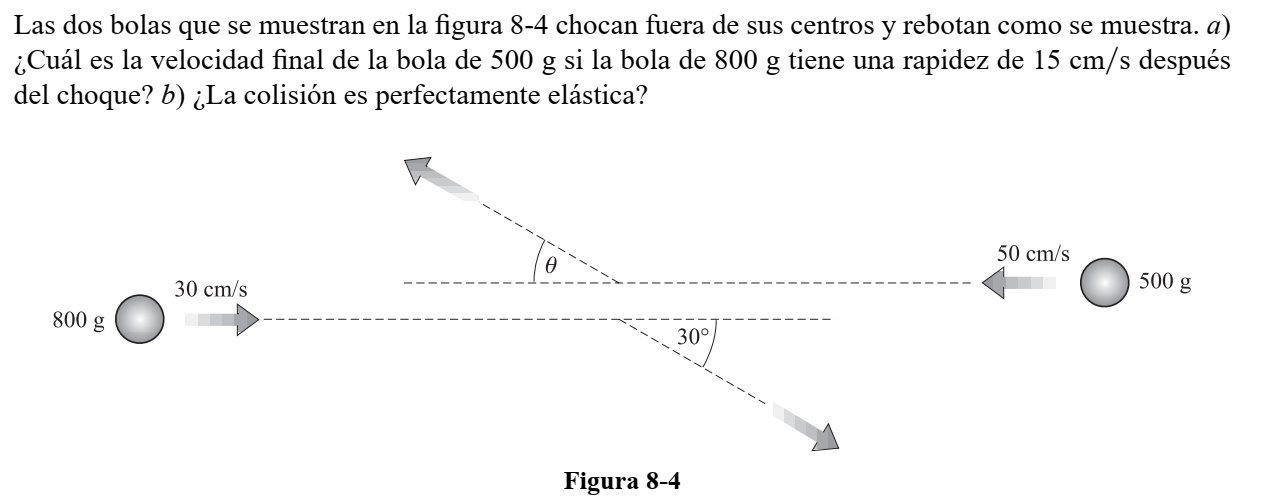 Las dos bolas que se muestran en la figura 8-4 chocan fuera de sus centros y rebotan como se muestra. a)
¿Cuál es la velocidad final de la bola de 500 g si la bola de 800 g tiene una rapidez de 15 cm/s después
del choque? b) ¿La colisión es perfectamente elástica?
50 cm/s
θ
500 g
30 cm/s
800 g
30°
Figura 8-4